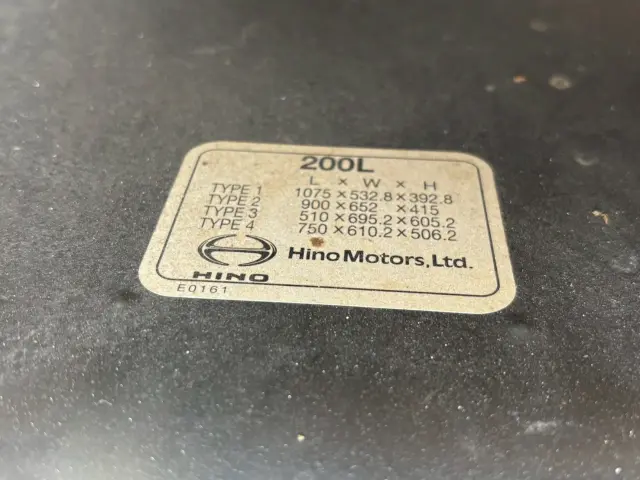 200L
L × W × H
TYPE 1 1075×532.8×392.8
TYPE 2 900×652 ×415
TYPE 3 510×695.2×605.2
TYPE 4 750×610.2×506.2
HINO Hino Motors, Ltd.
E0161